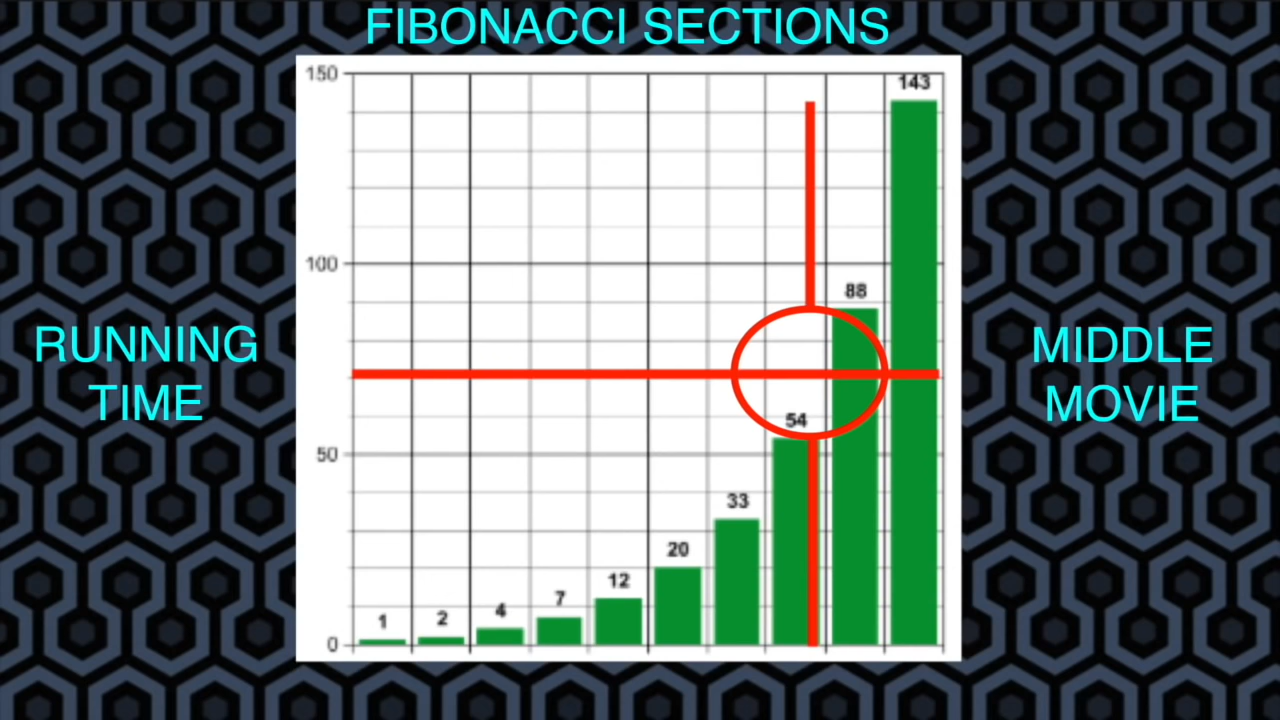 FIBONACCI SECTIONS
150
143
100
88
RUNNING
TIME
MIDDLE
MOVIE
54
50
33
20
12
7
4
2
1
0